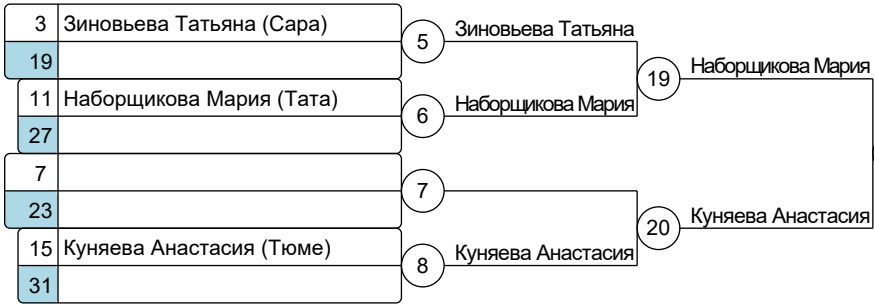 3 Зиновьева Татьяна (Сара)
19
5
Зиновьева Татьяна
11 Наборщикова Мария (Тата)
27
6
Наборщикова Мария
19
Наборщикова Мария
7
23
7
15 Куняева Анастасия (Тюме)
31
8
Куняева Анастасия
20
Куняева Анастасия